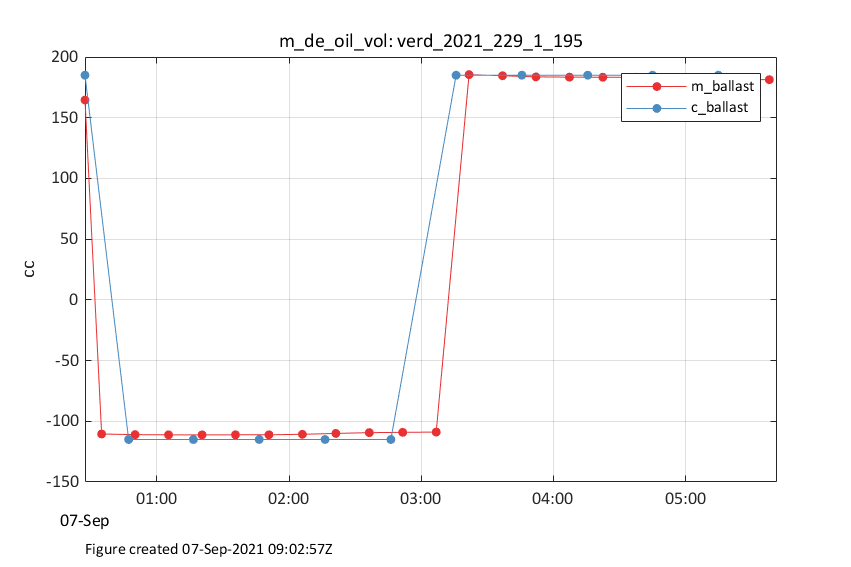 m_de_oil_vol: verd_2021_229_1_195
200
150
100
50
0
-50
-100
-150
cc
m_ballast
c_ballast
01:00 02:00 03:00 04:00 05:00
07-Sep
Figure created 07-Sep-2021 09:02:57Z